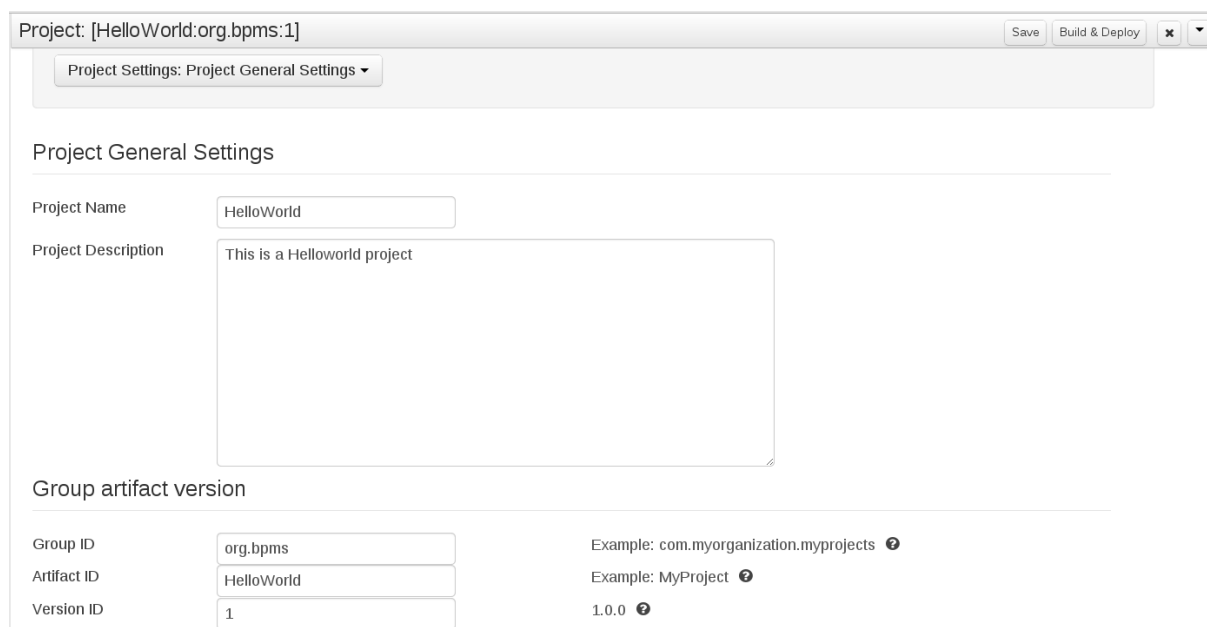 Project: [HelloWorld:org.bpms:1] Save Build & Deploy
Project Settings: Project General Settings
Project General Settings
Project Name HelloWorld
Project Description This is a Helloworld project
Group artifact version
Group ID org.bpms Example: com.myorganization.myprojects
Artifact ID HelloWorld Example: MyProject
Version ID 1 1.0.0